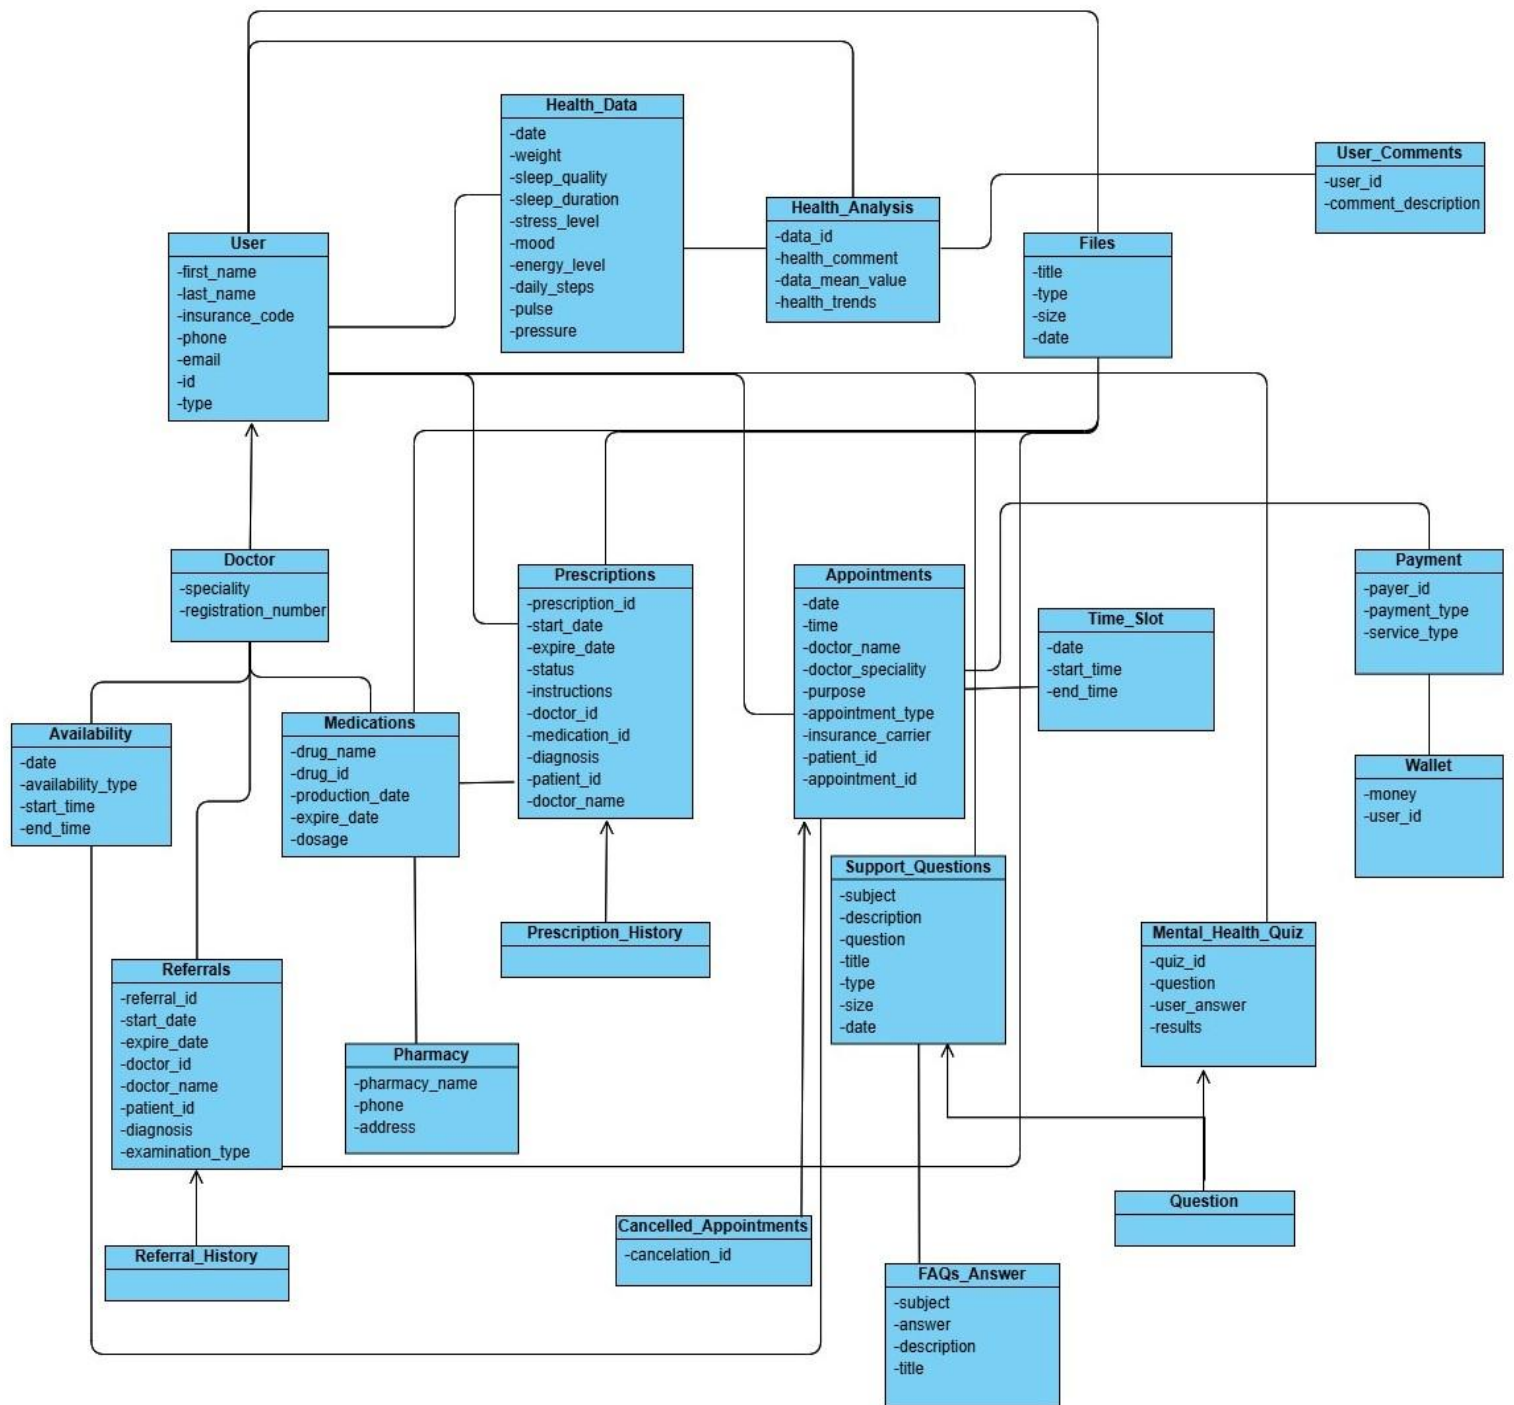 Health_Data
-date
-weight
-sleep_quality
-sleep_duration
-stress_level
-mood
-energy_level
-daily_steps
-pulse
-pressure
User_Comments
-user_id
-comment_description
Health_Analysis
-data_id
-health_comment
-data_mean_value
-health_trends
User
-first_name
-last_name
-insurance_code
-phone
-email
-id
-type
Files
-title
-type
-size
-date
Doctor
-speciality
-registration_number
Prescriptions
-prescription_id
-start_date
-expire_date
-status
-instructions
-doctor_id
-medication_id
-diagnosis
-patient_id
-doctor_name
Appointments
-date
-time
-doctor_name
-doctor_speciality
-purpose
-appointment_type
-insurance_carrier
-patient_id
-appointment_id
Time_Slot
-date
-start_time
-end_time
Payment
-payer_id
-payment_type
-service_type
Availability
-date
-availability_type
-start_time
-end_time
Medications
-drug_name
-drug_id
-production_date
-expire_date
-dosage
Wallet
-money
-user_id
Support_Questions
-subject
-description
-question
-title
-type
-size
-date
Prescription_History
Mental_Health_Quiz
-quiz_id
-question
-user_answer
-results
Referrals
-referral_id
-start_date
-expire_date
-doctor_id
-doctor_name
-patient_id
-diagnosis
-examination_type
Pharmacy
-pharmacy_name
-phone
-address
Question
Cancelled_Appointments
-cancelation_id
Referral_History
FAQs_Answer
-subject
-answer
-description
-title